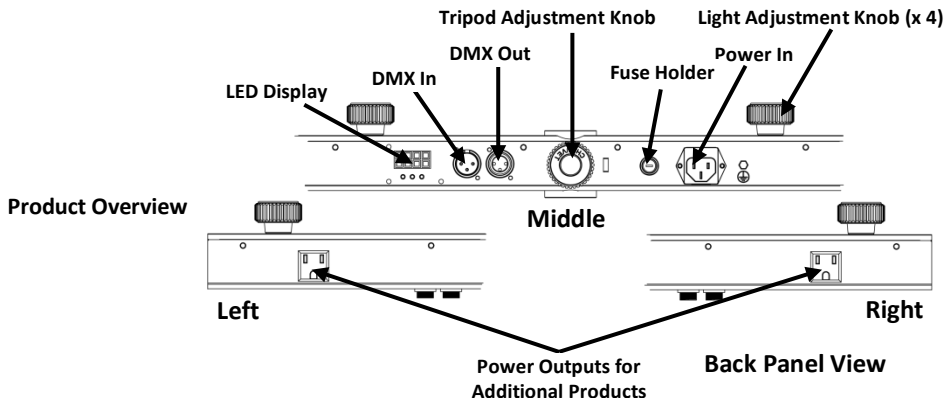 Tripod Adjustment Knob
Light Adjustment Knob (x 4)
DMX Out
Power In
Fuse Holder
DMX In
LED Display
CHAUVET
Product Overview
Middle
Left
Right
Power Outputs for
Additional Products
Back Panel View